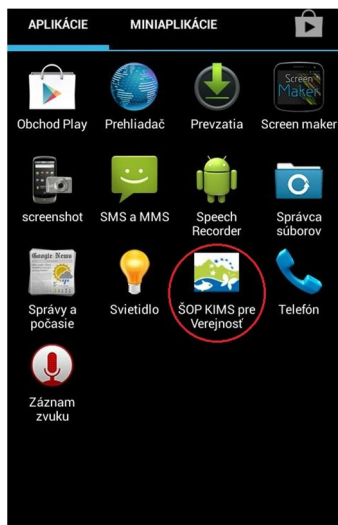 APLIKÁCIE MINIAPLIKÁCIE
Screen
Maker
Obchod Play Prehliadač Prevzatia Screen maker
screenshot SMS a MMS Speech Recorder Správca súborov
Google News
Správy a počasie Svietidlo ŠOP KIMS pre Verejnosť Telefón
Záznam zvuku